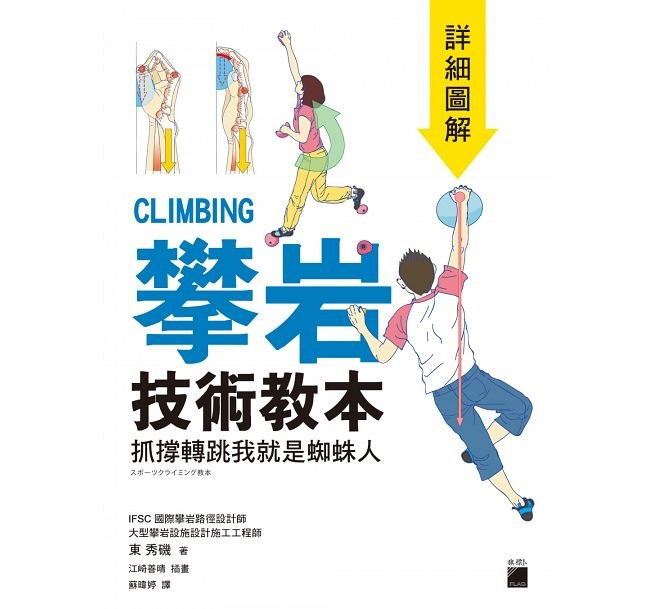 詳細圖解
CLIMBING
攀岩
技術教本
抓撐轉跳我就是蜘蛛人
スポーツクライミング教本
IFSC 國際攀岩路徑設計師
大型攀岩設施設計施工工程師
東 秀磯 著
江崎善晴 插畫
蘇暐婷 譯
旗標
FLAG